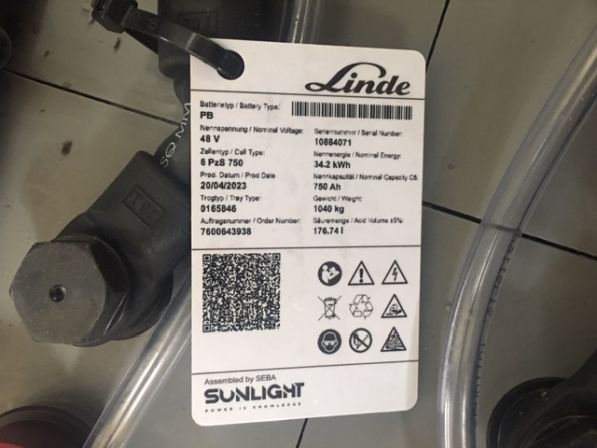 Linde
Batterietyp / Battery Type:
PB
Nennspannung / Nominal Voltage:
48 V
Seriennummer / Serial Number:
10884071
Zellentyp / Cell Type:
6 PzS 750
Nennenergie / Nominal Energy:
34.2 kWh
Prod. Datum / Prod Date
20/04/2023
Nennkapazität / Nominal Capacity C5:
750 Ah
Trogtyp / Tray Type:
0165846
Gewicht / Weight:
1040 kg
Auftragsnummer / Order Number:
7600643938
Säuremenge / Acid Volume ±5%:
176.74 l
Assembled by SEBA
SUNLIGHT
POWER IS KNOWLEDGE
SQ MM